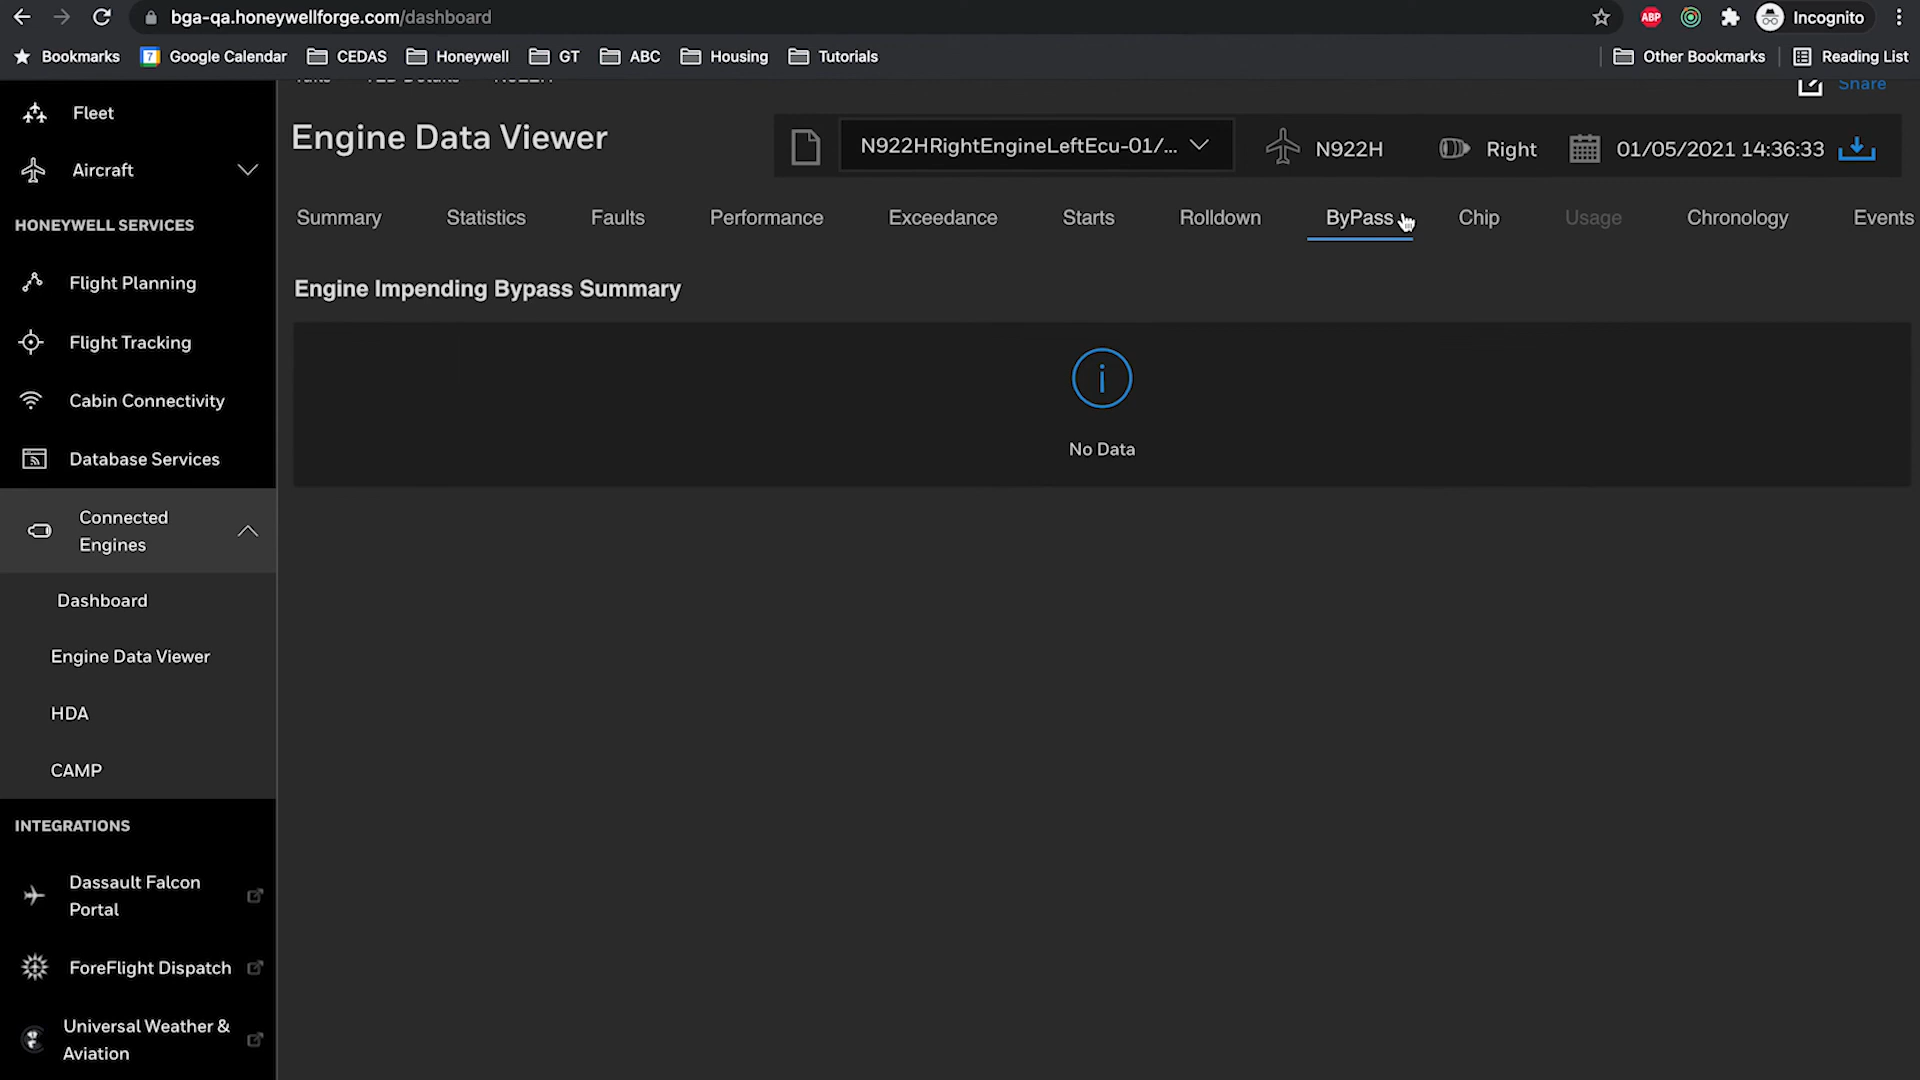 bga-qa.honeywellforge.com/dashboard
ABP
Incognito
Bookmarks
7
Google Calendar
CEDAS
Honeywell
GT
ABC
Housing
Tutorials
Other Bookmarks
Reading List
Share
Fleet
Aircraft
HONEYWELL SERVICES
Flight Planning
Flight Tracking
Cabin Connectivity
Database Services
Connected
Engines
Dashboard
Engine Data Viewer
HDA
CAMP
INTEGRATIONS
Dassault Falcon
Portal
ForeFlight Dispatch
Universal Weather &
Aviation
Engine Data Viewer
N922HRightEngineLeftEcu-01/...
N922H
Right
01/05/2021 14:36:33
Summary
Statistics
Faults
Performance
Exceedance
Starts
Rolldown
ByPass
Chip
Usage
Chronology
Events
Engine Impending Bypass Summary
No Data